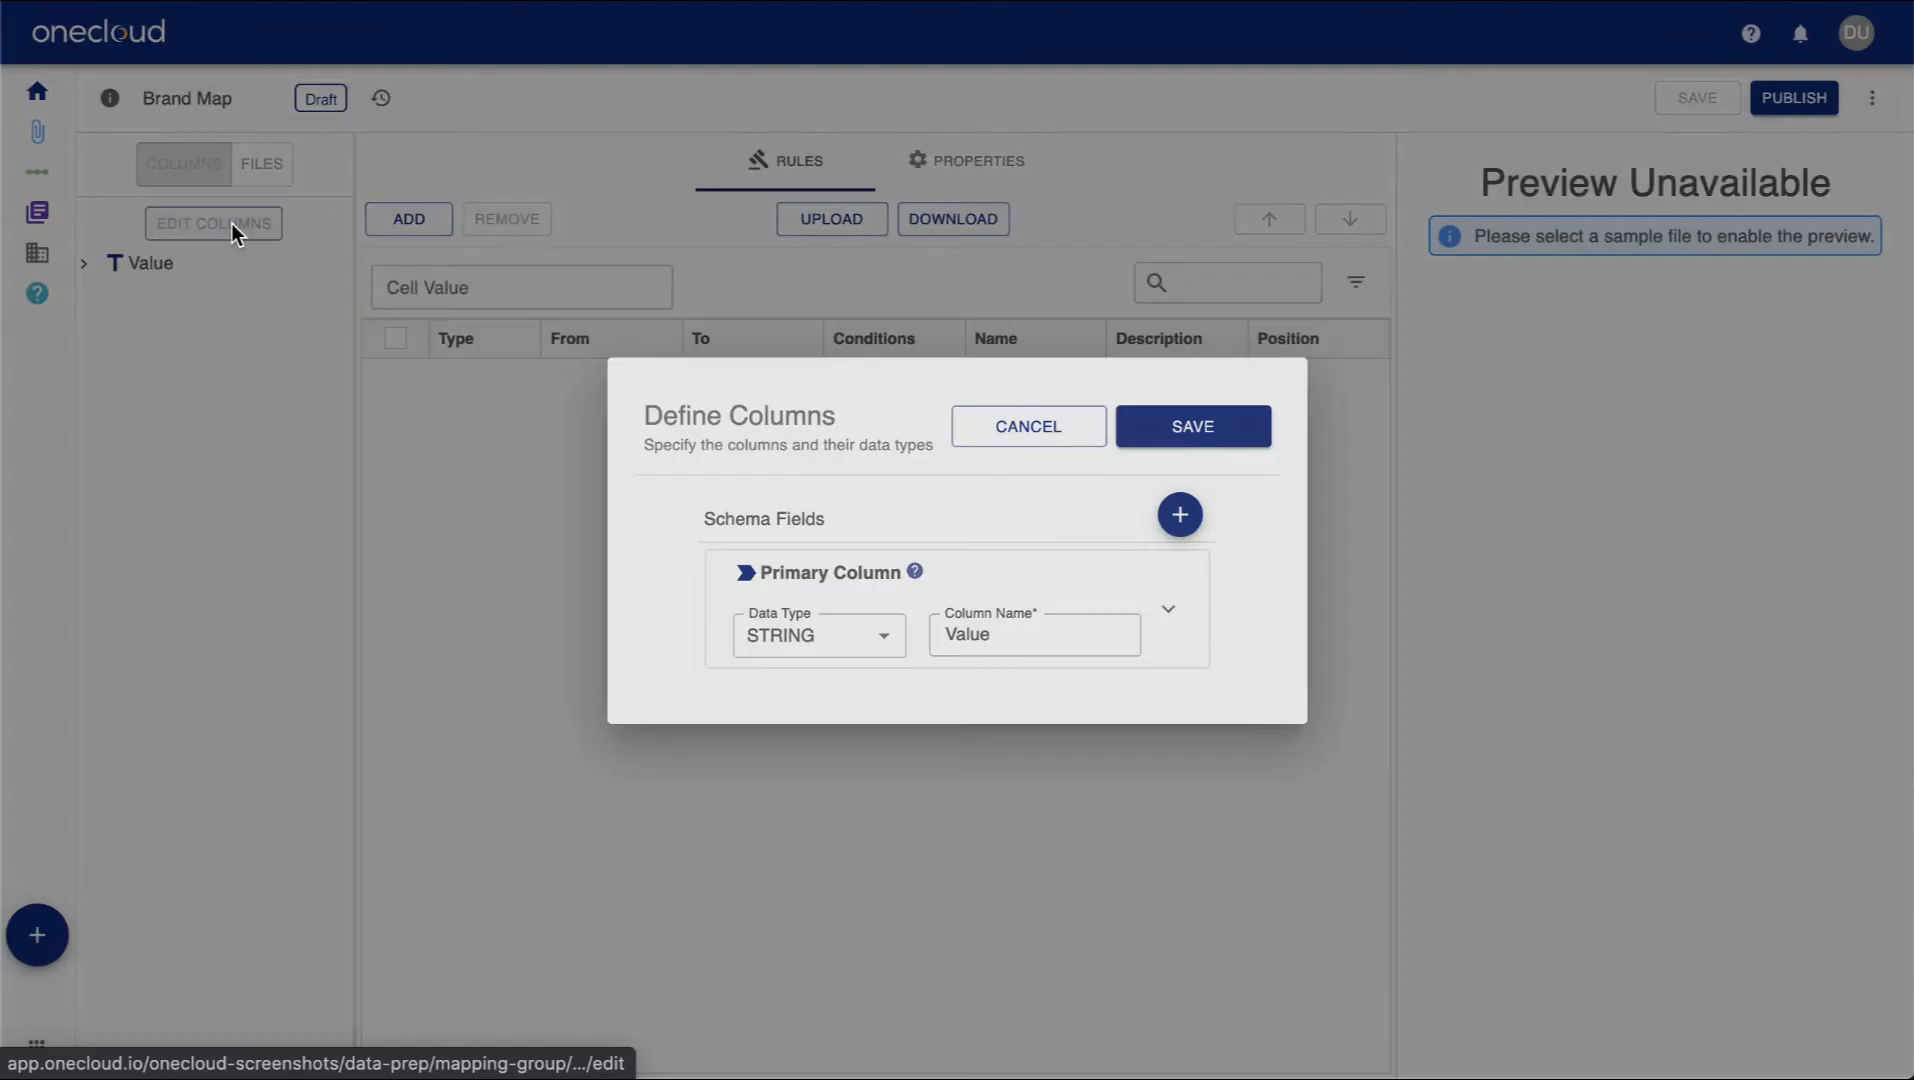 onecloud
DU
Brand Map
Draft
SAVE
PUBLISH
COLUMNS
FILES
RULES
PROPERTIES
EDIT COLUMNS
ADD
REMOVE
UPLOAD
DOWNLOAD
Preview Unavailable
Please select a sample file to enable the preview.
Value
Cell Value
Type
From
To
Conditions
Name
Description
Position
Define Columns
Specify the columns and their data types
CANCEL
SAVE
Schema Fields
Primary Column
Data Type
STRING
Column Name*
Value
app.onecloud.io/onecloud-screenshots/data-prep/mapping-group/.../edit